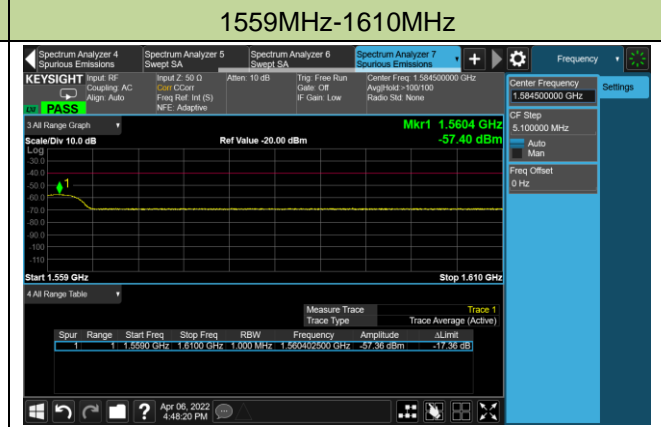 1559MHz-1610MHz
Spectrum Analyzer 4
Spurious Emissions
Spectrum Analyzer 5
Swept SA
Spectrum Analyzer 6
Swept SA
Spectrum Analyzer 7
Spurious Emissions
+
Frequency
KEYSIGHT
Input: RF
Coupling: AC
Align: Auto
Input Z: 50 Ω
Corr CCorr
Freq Ref: Int (S)
NFE: Adaptive
Atten: 10 dB
Trig: Free Run
Gate: Off
IF Gain: Low
Center Freq: 1.584500000 GHz
Avg|Hold:>100/100
Radio Std: None
LXI
PASS
Center Frequency
1.584500000 GHz
Settings
CF Step
5.100000 MHz
Auto
Man
Freq Offset
0 Hz
3 All Range Graph
Mkr1 1.5604 GHz
Scale/Div 10.0 dB
Ref Value -20.00 dBm
-57.40 dBm
Log
-30.0
-40.0
-50.0
1
-60.0
-70.0
-80.0
-90.0
-100
-110
Start 1.559 GHz
Stop 1.610 GHz
4 All Range Table
Measure Trace Trace 1
Trace Type Trace Average (Active)
Spur Range Start Freq Stop Freq RBW Frequency Amplitude ΔLimit
1 1 1.5590 GHz 1.6100 GHz 1.000 MHz 1.560402500 GHz -57.36 dBm -17.36 dB
?
Apr 06, 2022
4:48:20 PM